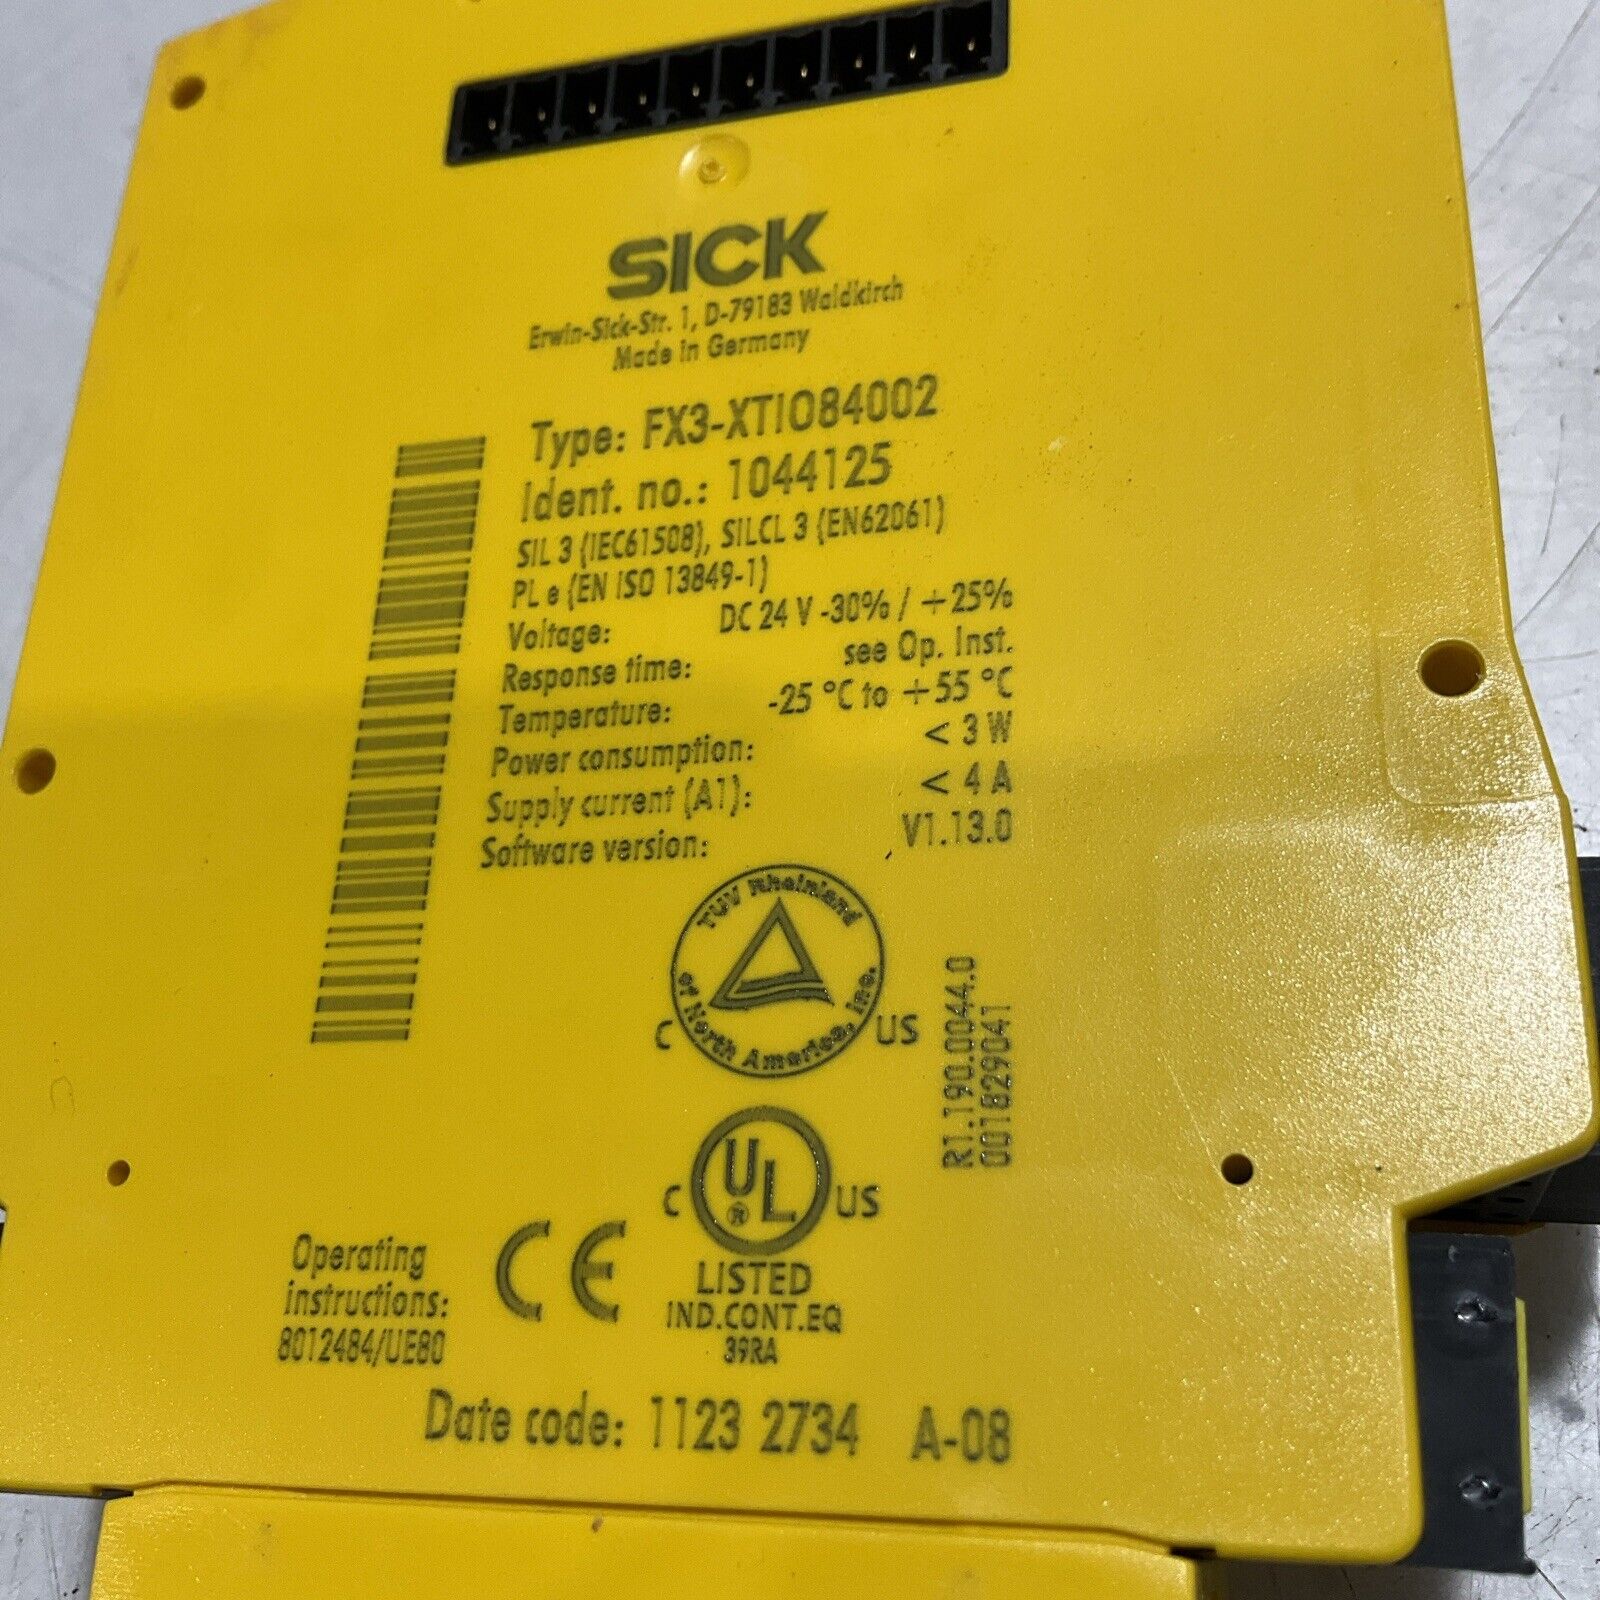 SICK
Erwin-Sick-Str. 1, D-79183 Waldkirch
Made in Germany
Type: FX3-XTIO84002
Ident. no.: 1044125
SIL 3 (IEC61508), SILCL 3 (EN62061)
PL e (EN ISO 13849-1)
Voltage: DC 24 V -30% / +25%
Response time: see Op. Inst.
Temperature: -25 °C to +55 °C
Power consumption: < 3 W
Supply current (A1): < 4 A
Software version: V1.13.0
TUV Rheinland
of North America, Inc.
C US
R1.190.0044.0
001829041
C UL ® US
LISTED
IND.CONT.EQ
39RA
CE
Operating
instructions:
8012484/UE80
Date code: 1123 2734 A-08